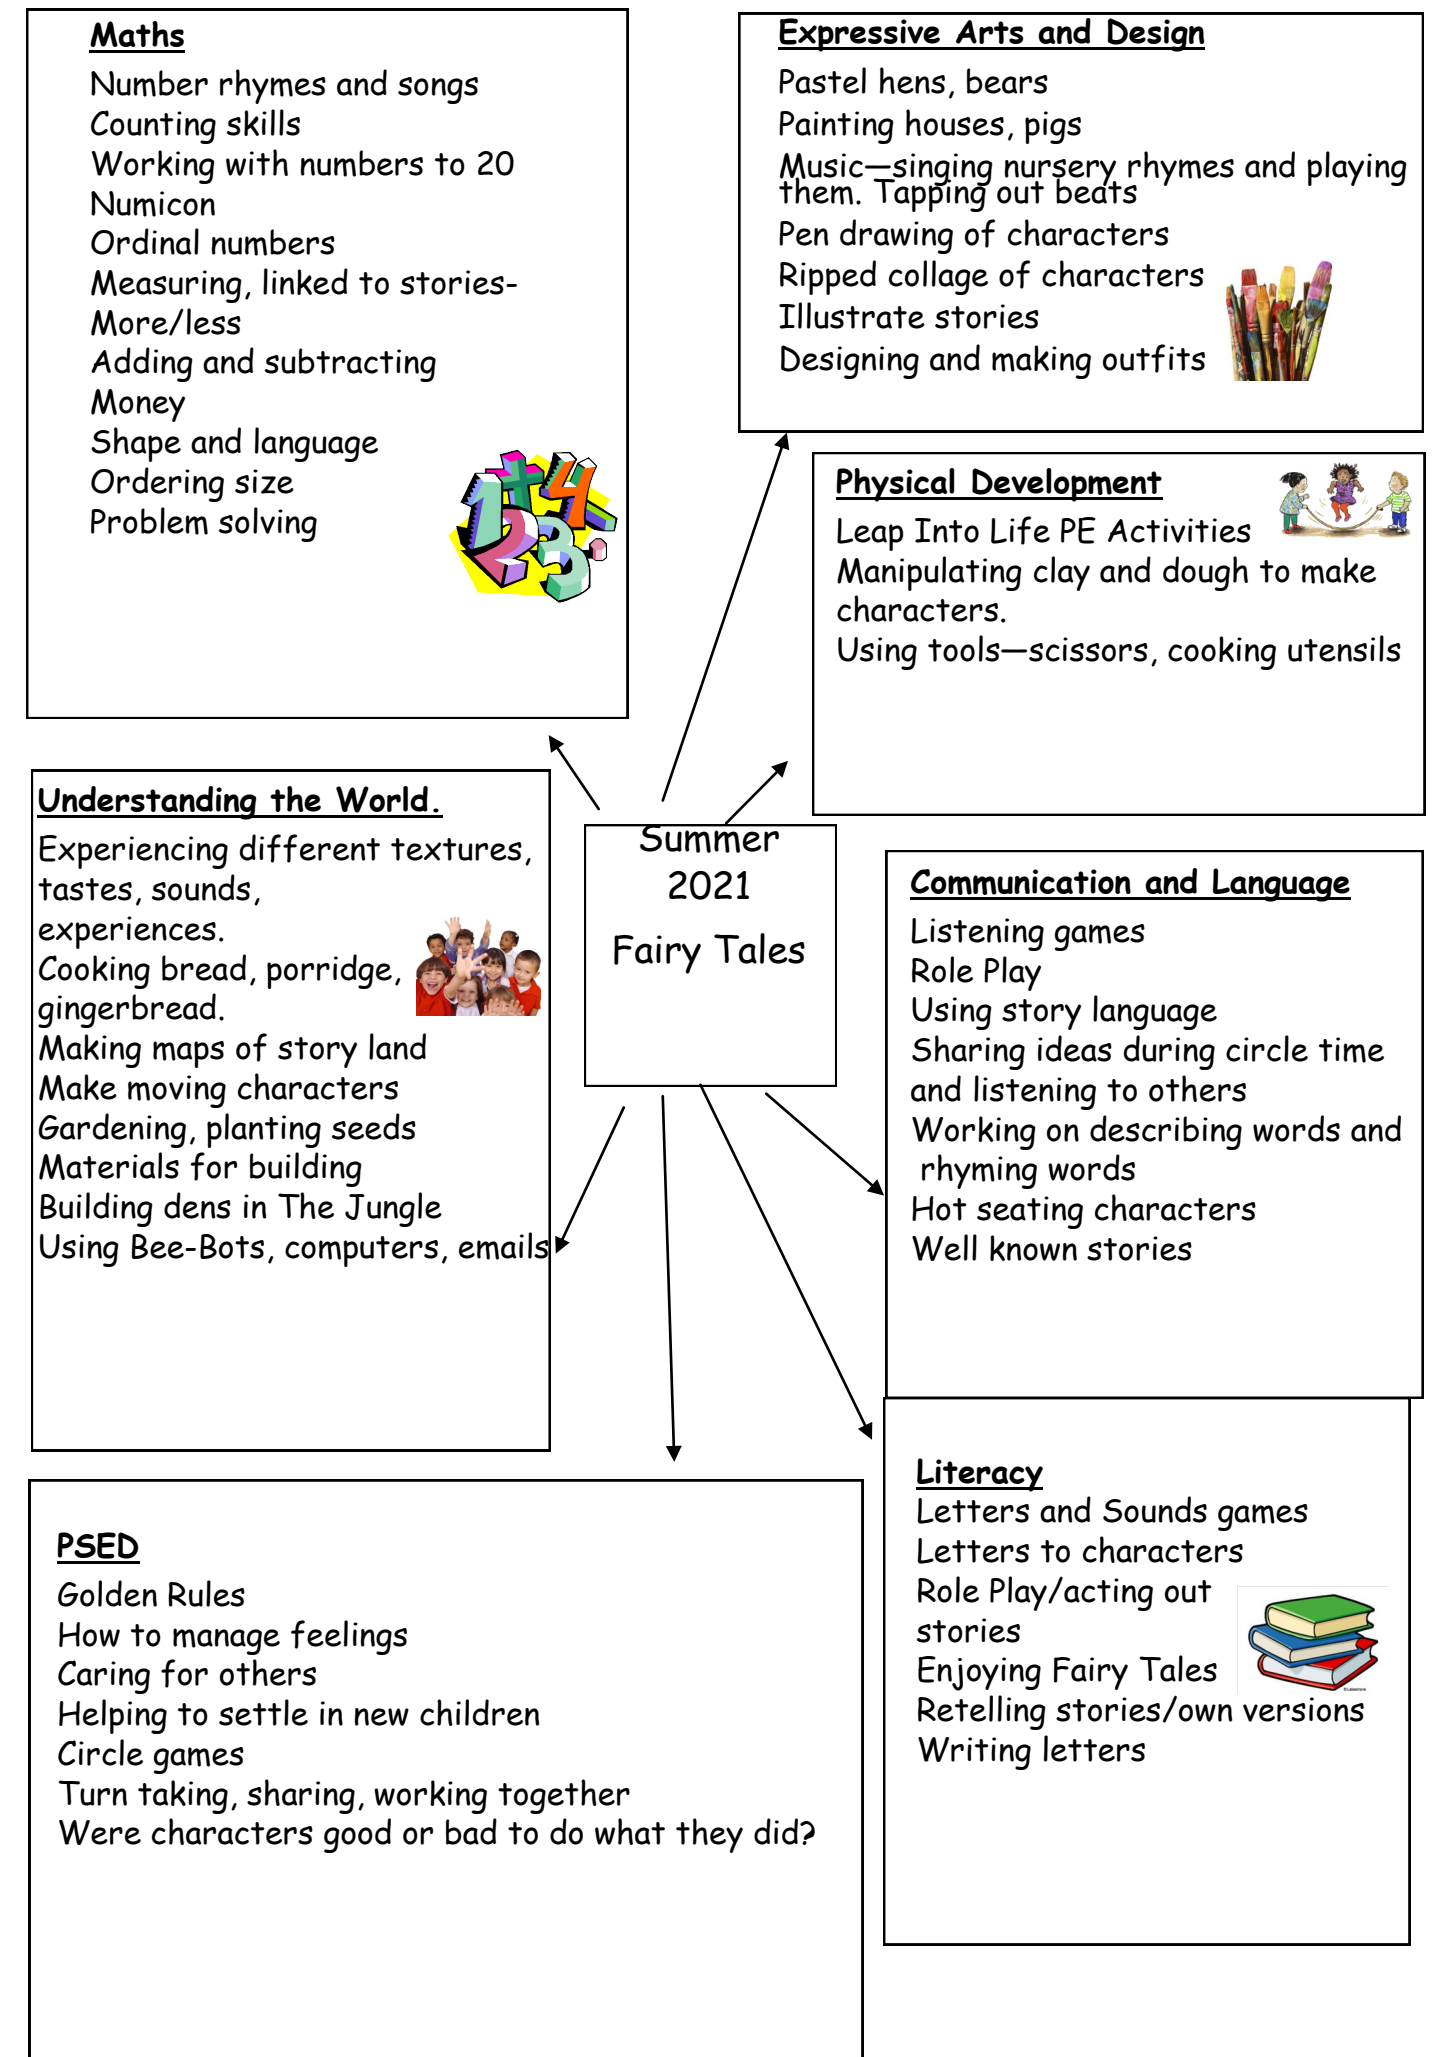 Maths
Number rhymes and songs
Counting skills
Working with numbers to 20
Numicon
Ordinal numbers
Measuring, linked to stories-
More/less
Adding and subtracting
Money
Shape and language
Ordering size
Problem solving
Expressive Arts and Design
Pastel hens, bears
Painting houses, pigs
Music—singing nursery rhymes and playing
them. Tapping out beats
Pen drawing of characters
Ripped collage of characters
Illustrate stories
Designing and making outfits
Physical Development
Leap Into Life PE Activities
Manipulating clay and dough to make
characters.
Using tools—scissors, cooking utensils
Understanding the World.
Experiencing different textures,
tastes, sounds,
experiences.
Cooking bread, porridge,
gingerbread.
Making maps of story land
Make moving characters
Gardening, planting seeds
Materials for building
Building dens in The Jungle
Using Bee-Bots, computers, emails
Summer
2021
Fairy Tales
Communication and Language
Listening games
Role Play
Using story language
Sharing ideas during circle time
and listening to others
Working on describing words and
rhyming words
Hot seating characters
Well known stories
PSED
Golden Rules
How to manage feelings
Caring for others
Helping to settle in new children
Circle games
Turn taking, sharing, working together
Were characters good or bad to do what they did?
Literacy
Letters and Sounds games
Letters to characters
Role Play/acting out
stories
Enjoying Fairy Tales
Retelling stories/own versions
Writing letters